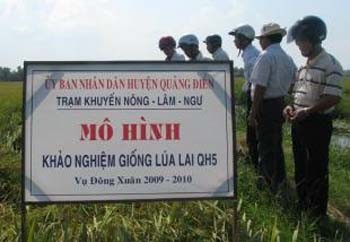 ỦY BAN NHÂN DÂN HUYỆN QUẢNG ĐIỀN
TRẠM KHUYẾN NÔNG - LÂM - NGƯ
MÔ HÌNH
KHẢO NGHIỆM GIỐNG LÚA LAI QH5
Vụ Đông Xuân 2009 - 2010